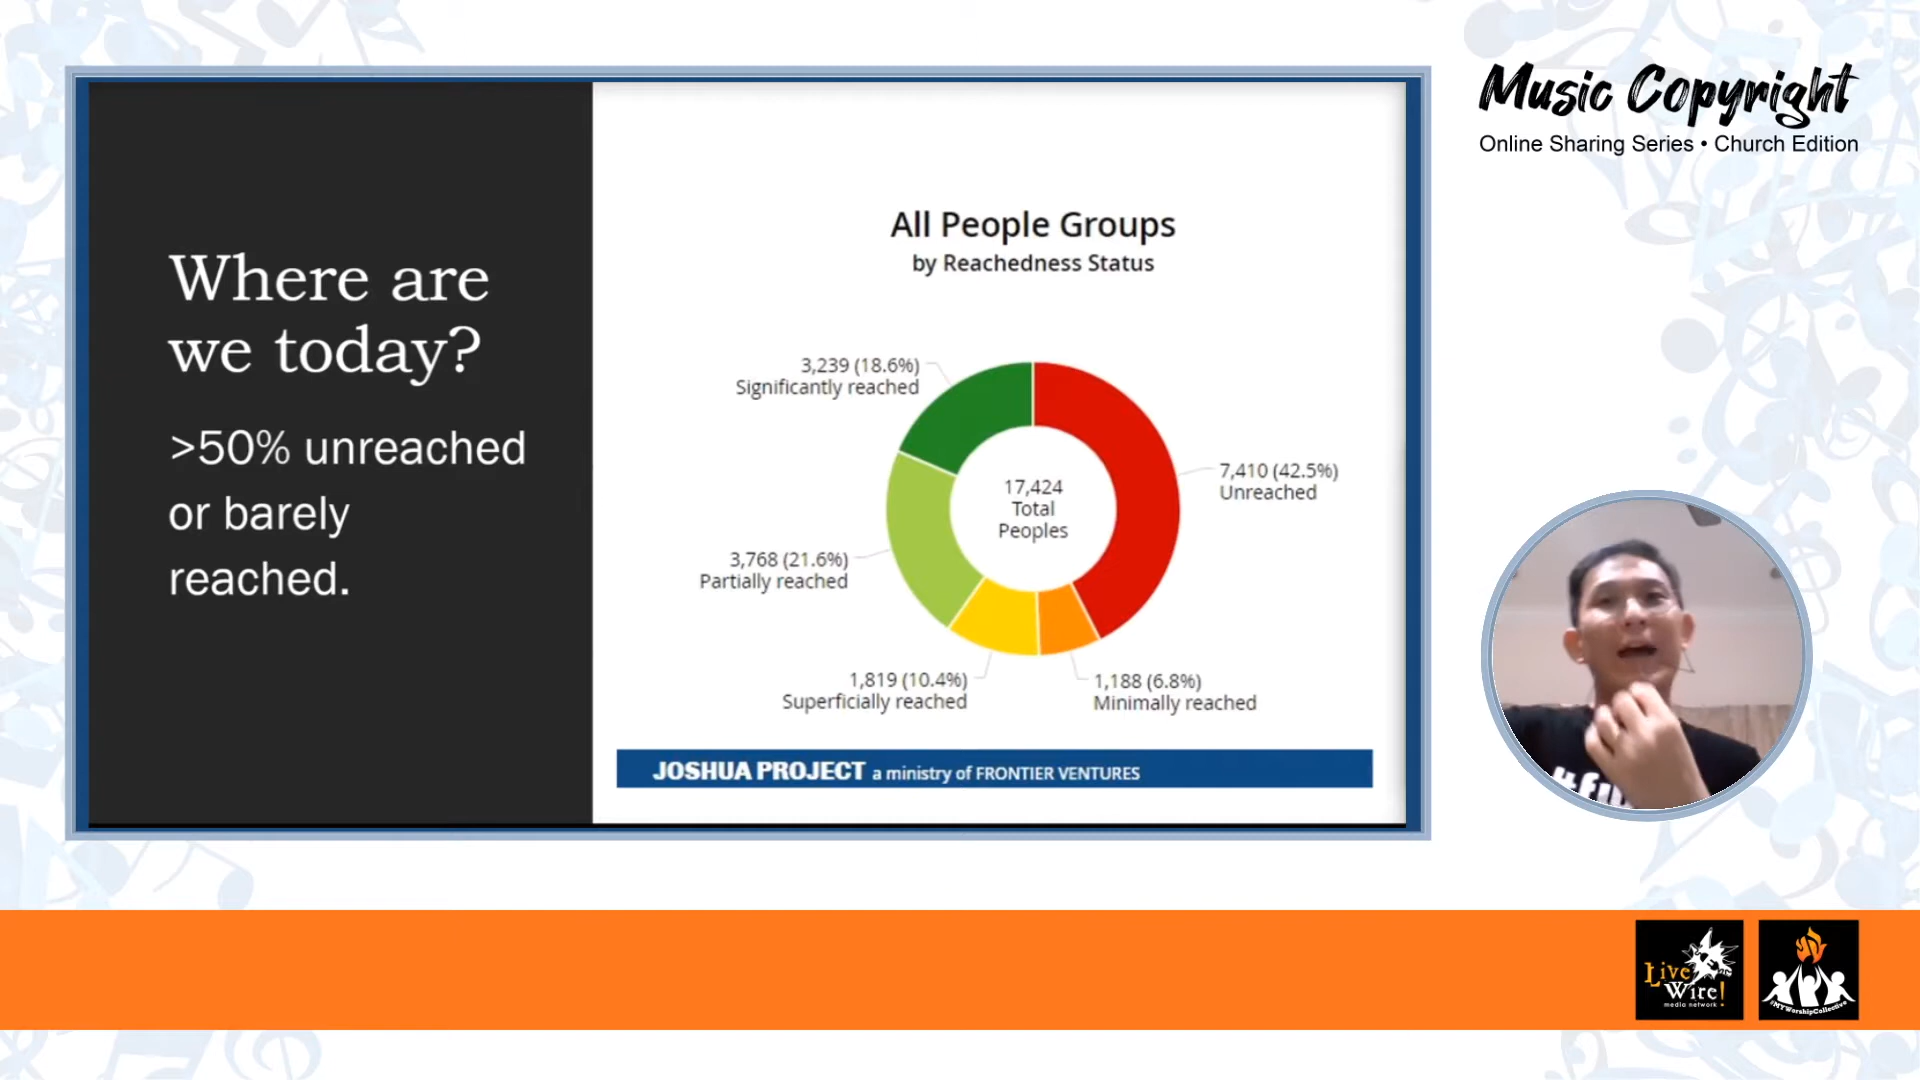 Music Copyright
Online Sharing Series • Church Edition
Where are
we today?
>50% unreached
or barely
reached.
All People Groups
by Reachedness Status
3,239 (18.6%)
Significantly reached
7,410 (42.5%)
Unreached
17,424
Total
Peoples
3,768 (21.6%)
Partially reached
1,819 (10.4%)
Superficially reached
1,188 (6.8%)
Minimally reached
JOSHUA PROJECT a ministry of FRONTIER VENTURES
Live
Wire!
media network
#MYWorshipCollective